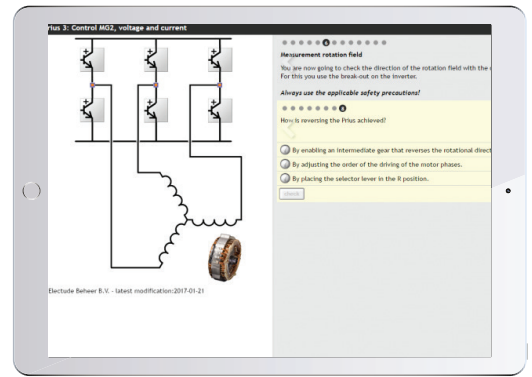 rius 3: Control MG2, voltage and current
6
Measurement rotation field
You are now going to check the direction of the rotation field with the
For this you use the break-out on the inverter.
Always use the applicable safety precautions!
How is reversing the Prius achieved?
By enabling an intermediate gear that reverses the rotational direct
By adjusting the order of the driving of the motor phases.
By placing the selector lever in the R position.
check
Electude Beheer B.V. - latest modification:2017-01-21